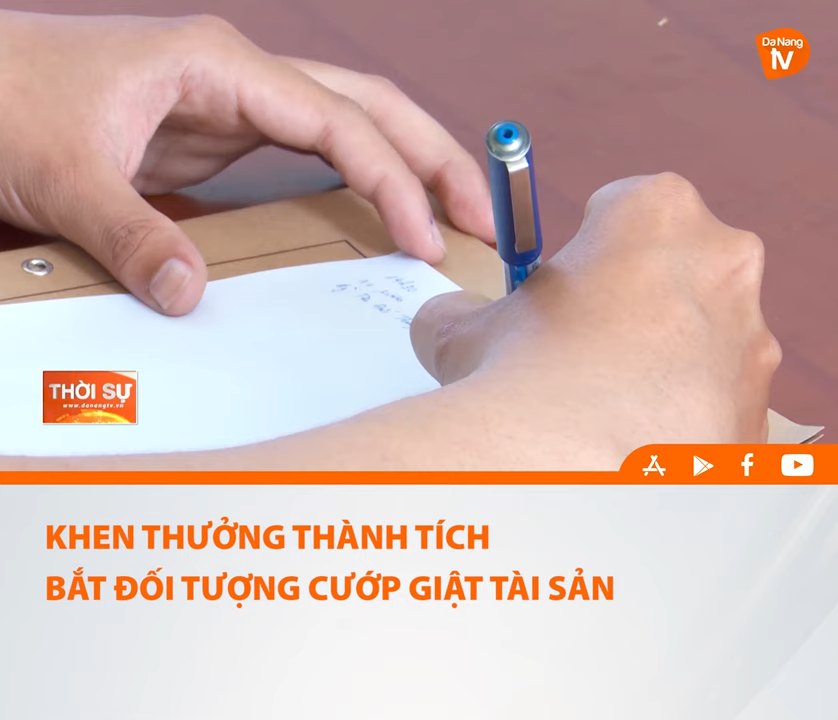 Da Nang
tv
THỜI SỰ
www.danangtv.vn
KHEN THƯỞNG THÀNH TÍCH
BẮT ĐỐI TƯỢNG CƯỚP GIẬT TÀI SẢN